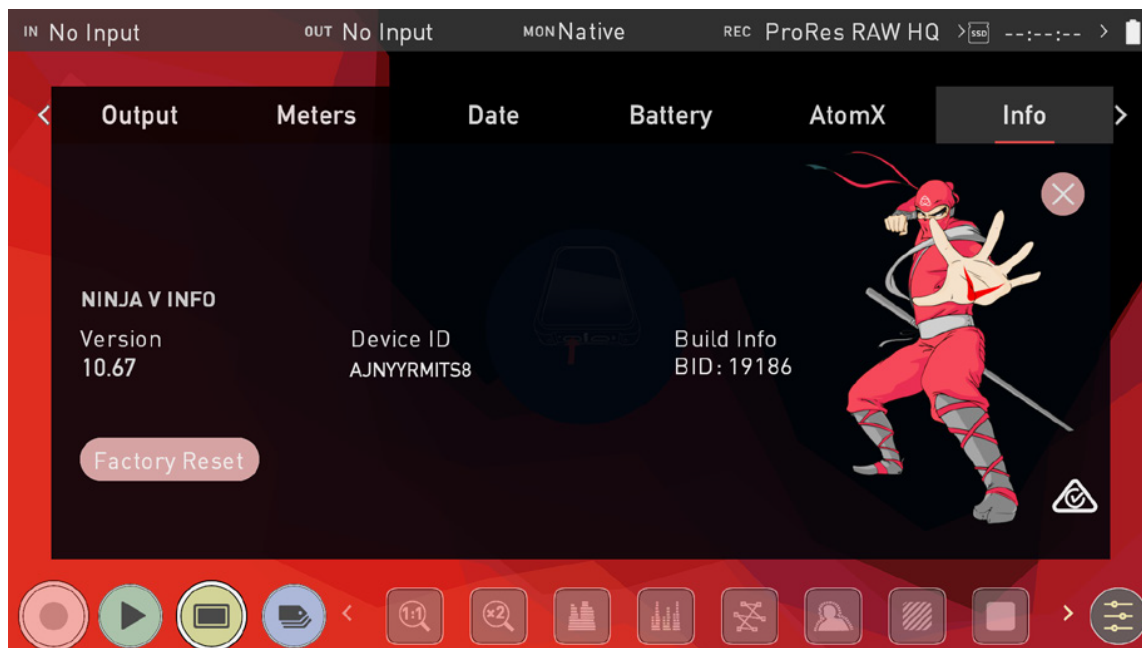 IN No Input OUT No Input MON Native REC ProRes RAW HQ SSD --:--:--
Output Meters Date Battery AtomX Info
NINJA V INFO
Version Device ID Build Info
10.67 AJNYYRMITS8 BID: 19186
Factory Reset
1:1 x2